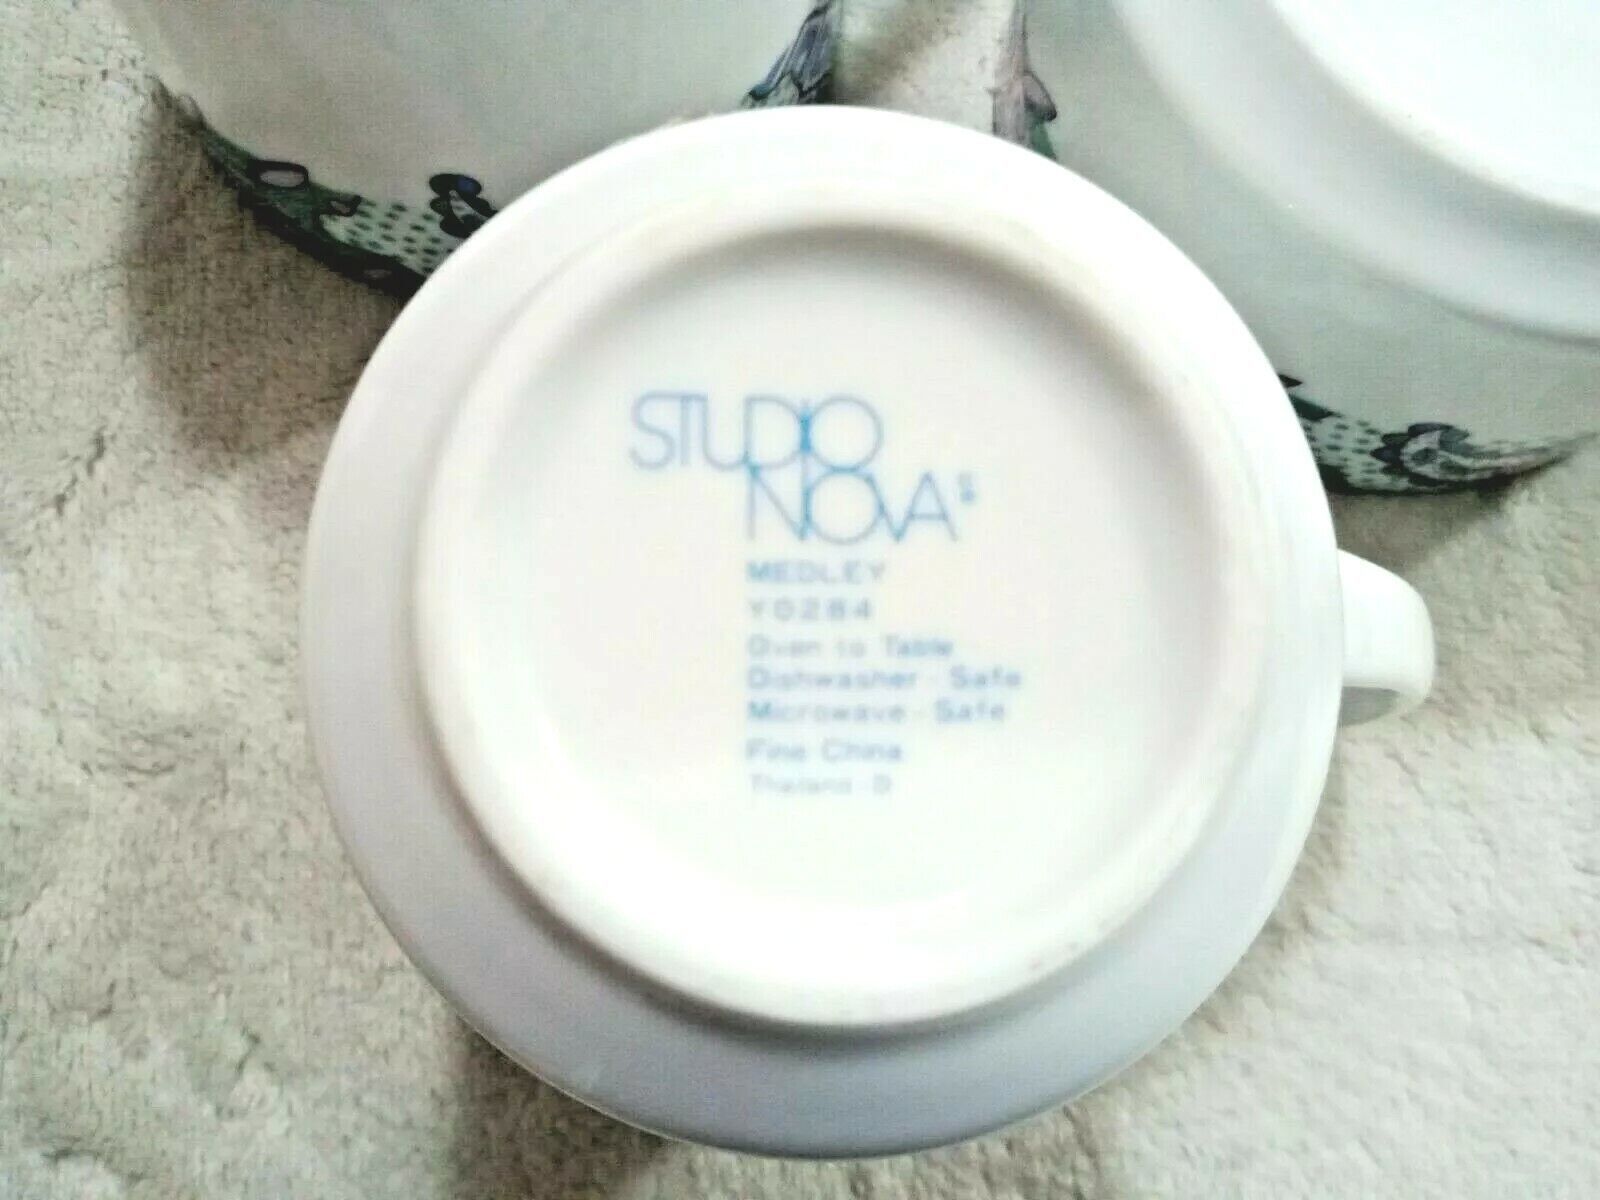 STUDIO
NOVA
MEDLEY
Y0284
Oven to Table
Dishwasher - Safe
Microwave - Safe
Fine China
Thailand - D